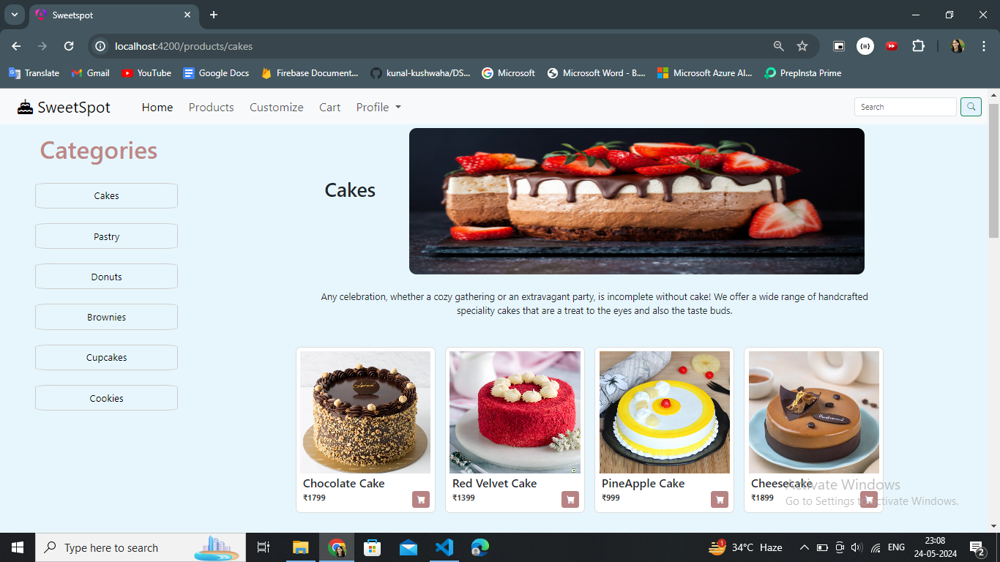 Sweetspot
localhost:4200/products/cakes
Translate
Gmail
YouTube
Google Docs
Firebase Document...
kunal-kushwaha/DS...
Microsoft
Microsoft Word - B....
Microsoft Azure AI...
PrepInsta Prime
SweetSpot
Home
Products
Customize
Cart
Profile
Search
Categories
Cakes
Pastry
Donuts
Brownies
Cupcakes
Cookies
Cakes
Any celebration, whether a cozy gathering or an extravagant party, is incomplete without cake! We offer a wide range of handcrafted
speciality cakes that are a treat to the eyes and also the taste buds.
Chocolate Cake
₹1799
Red Velvet Cake
₹1399
PineApple Cake
₹999
Cheesecake
₹1899
Activate Windows
Go to Settings to activate Windows.
Type here to search
1
34°C Haze
ENG
23:08
24-05-2024
2